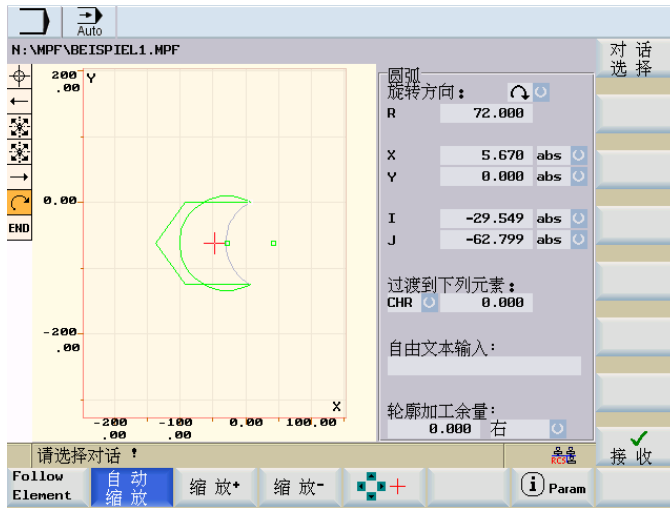 Auto
N:\MPF\BEISPIEL1.MPF
对 话
选 择
200
.00
Y
0.00
-200
.00
END
-200
.00
-100
.00
0.00
100.00
X
圆弧
旋转方向：
R 72.000
X 5.670 abs
Y 0.000 abs
I -29.549 abs
J -62.799 abs
过渡到下列元素：
CHR 0.000
自由文本输入：
轮廓加工余量：
0.000 右
请选择对话 !
RCS
接 收
Follow
Element
自 动
缩 放
缩 放+
缩 放-
i Param